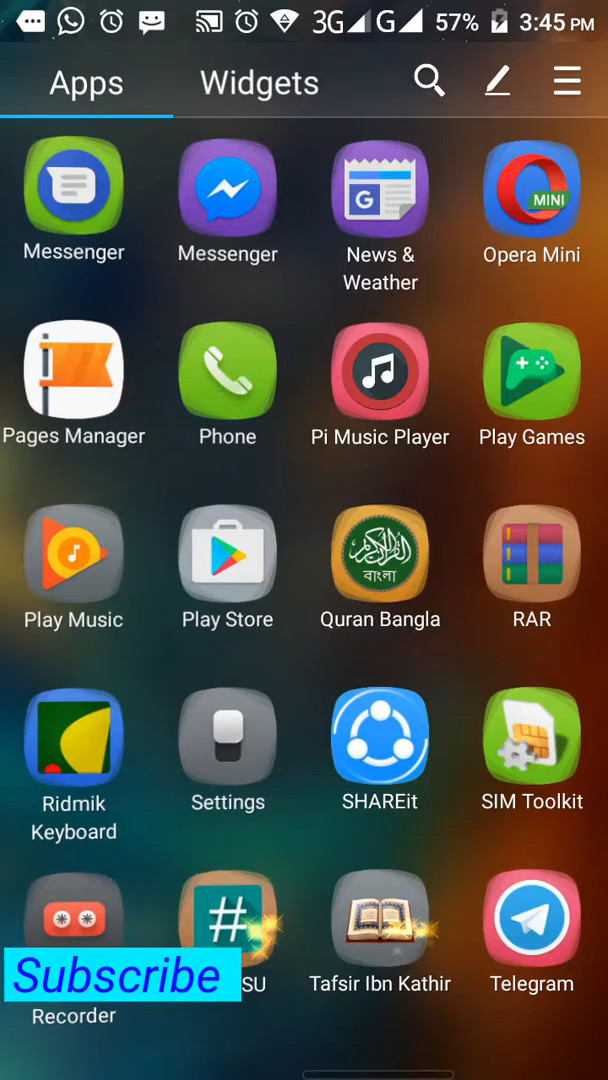 3G G 57% 3:45 PM
Apps Widgets
MINI
G
Messenger Messenger News & Weather Opera Mini
Pages Manager Phone Pi Music Player Play Games
القرآن الكريم
বাংলা
Play Music Play Store Quran Bangla RAR
Ridmik Keyboard Settings SHAREit SIM Toolkit
#
Subscribe
SU Tafsir Ibn Kathir Telegram
Recorder